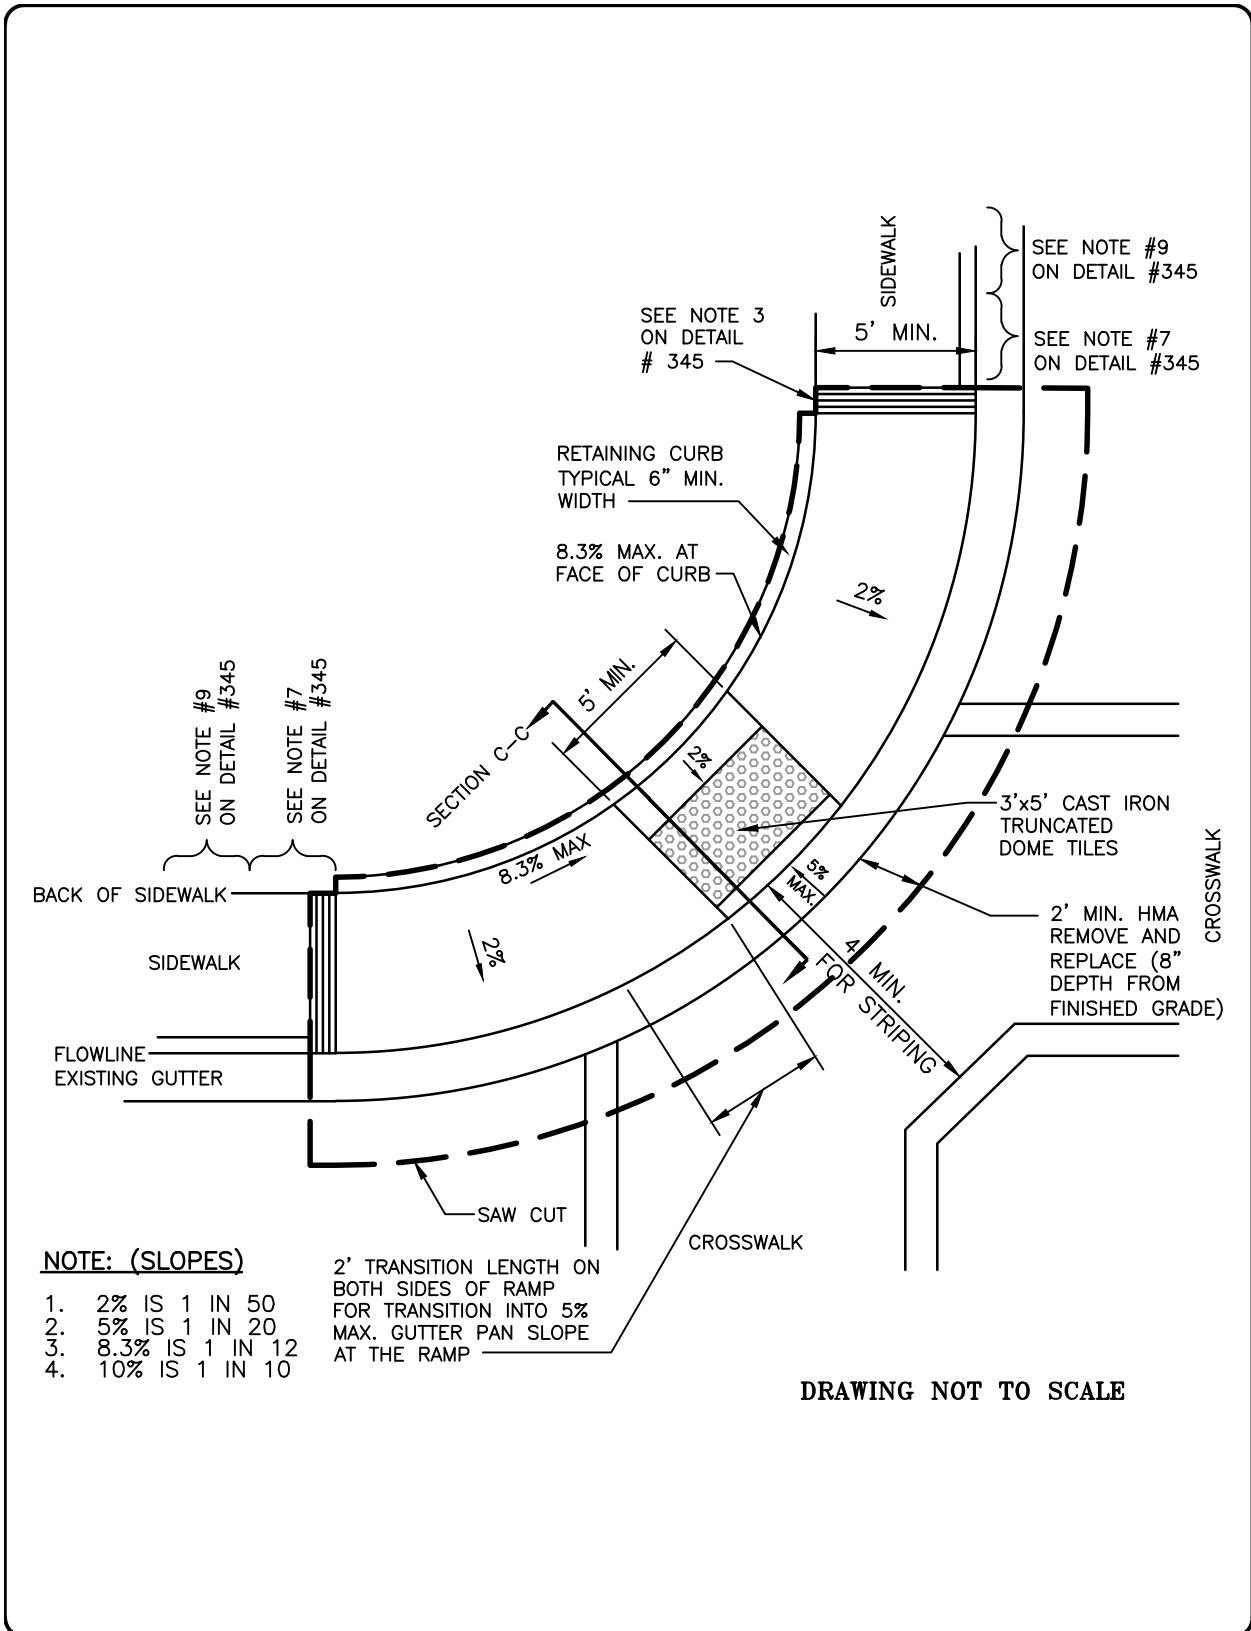 SIDEWALK
SEE NOTE #9
ON DETAIL #345
SEE NOTE 3
ON DETAIL
# 345
5' MIN.
SEE NOTE #7
ON DETAIL #345
RETAINING CURB
TYPICAL 6" MIN.
WIDTH
8.3% MAX. AT
FACE OF CURB
2%
5' MIN.
SEE NOTE #9
ON DETAIL #345
SEE NOTE #7
ON DETAIL #345
SECTION C-C
2%
3'x5' CAST IRON
TRUNCATED
DOME TILES
8.3% MAX
5%
MAX.
CROSSWALK
BACK OF SIDEWALK
2' MIN. HMA
REMOVE AND
REPLACE (8"
DEPTH FROM
FINISHED GRADE)
SIDEWALK
2%
4' MIN.
FOR STRIPING
FLOWLINE
EXISTING GUTTER
SAW CUT
CROSSWALK
NOTE: (SLOPES)
1. 2% IS 1 IN 50
2. 5% IS 1 IN 20
3. 8.3% IS 1 IN 12
4. 10% IS 1 IN 10
2' TRANSITION LENGTH ON
BOTH SIDES OF RAMP
FOR TRANSITION INTO 5%
MAX. GUTTER PAN SLOPE
AT THE RAMP
DRAWING NOT TO SCALE